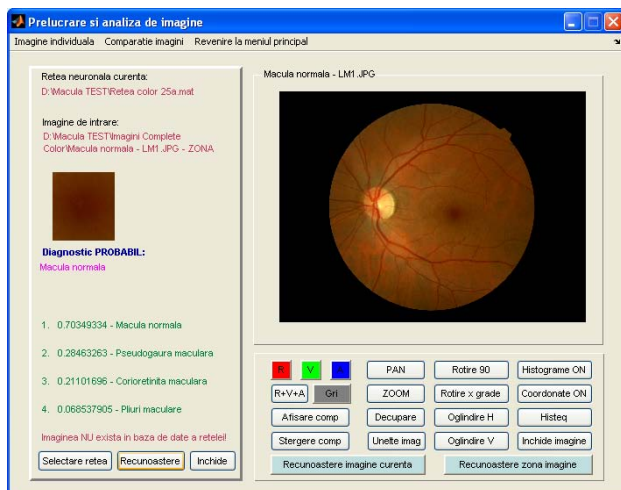 Prelucrare si analiza de imagine
Imagine individuala Comparatie imagini Revenire la meniul principal
Retea neuronala curenta:
D:\Macula TEST\Retea color 25a.mat
Imagine de intrare:
D:\Macula TEST\Imagini Complete
Color\Macula normala - LM1.JPG - ZONA
Diagnostic PROBABIL:
Macula normala
1. 0.70349334 - Macula normala
2. 0.28463263 - Pseudogaura maculara
3. 0.21101696 - Corioretinita maculara
4. 0.068537905 - Pliuri maculare
Imaginea NU exista in baza de date a retelei!
Selectare retea Recunoastere Inchide
Macula normala - LM1.JPG
R V A PAN Rotire 90 Histograme ON
R+V+A Gri ZOOM Rotire x grade Coordonate ON
Afisare comp Decupare Oglindire H Histeq
Stergere comp Unelte imag Oglindire V Inchide imagine
Recunoastere imagine curenta Recunoastere zona imagine